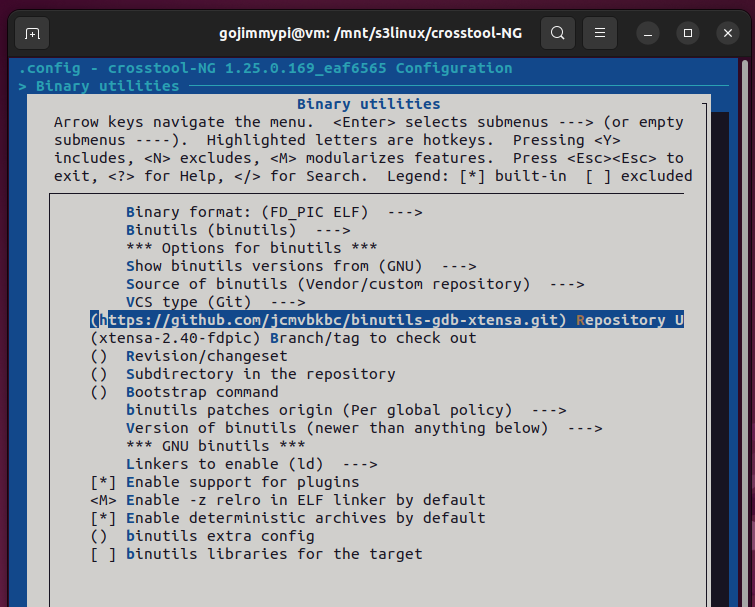 gojimmypi@vm: /mnt/s3linux/crosstool-NG
.config - crosstool-NG 1.25.0.169_eaf6565 Configuration
> Binary utilities
Binary utilities
Arrow keys navigate the menu.  <Enter> selects submenus ---> (or empty
submenus ----).  Highlighted letters are hotkeys.  Pressing <Y>
includes, <N> excludes, <M> modularizes features.  Press <Esc><Esc> to
exit, <?> for Help, </> for Search.  Legend: [*] built-in  [ ] excluded
Binary format: (FD_PIC ELF)  --->
Binutils (binutils)  --->
*** Options for binutils ***
Show binutils versions from (GNU)  --->
Source of binutils (Vendor/custom repository)  --->
VCS type (Git)  --->
(https://github.com/jcmvbkbc/binutils-gdb-xtensa.git) Repository U
(xtensa-2.40-fdpic) Branch/tag to check out
()  Revision/changeset
()  Subdirectory in the repository
()  Bootstrap command
binutils patches origin (Per global policy)  --->
Version of binutils (newer than anything below)  --->
*** GNU binutils ***
Linkers to enable (ld)  --->
[*] Enable support for plugins
<M> Enable -z relro in ELF linker by default
[*] Enable deterministic archives by default
()  binutils extra config
[ ] binutils libraries for the target